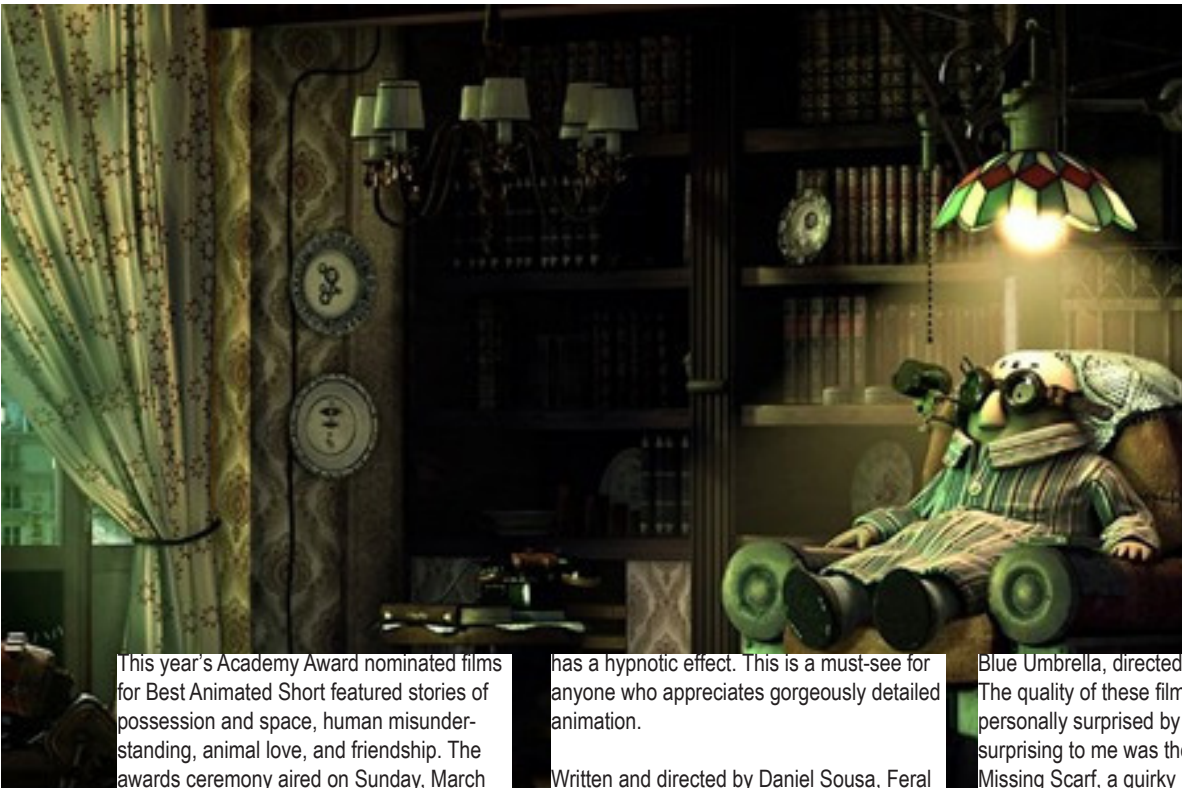 This year's Academy Award nominated films
for Best Animated Short featured stories of
possession and space, human misunder-
standing, animal love, and friendship. The
awards ceremony aired on Sunday, March
has a hypnotic effect. This is a must-see for
anyone who appreciates gorgeously detailed
animation.
Written and directed by Daniel Sousa, Feral
Blue Umbrella, directed
The quality of these film
personally surprised by
surprising to me was the
Missing Scarf, a quirky